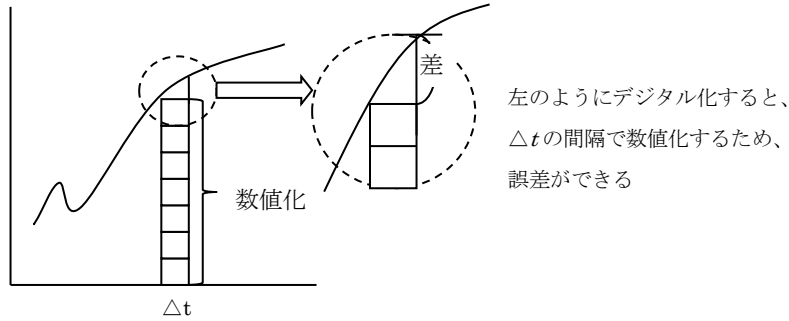 差
数値化
△t
左のようにデジタル化すると、
△tの間隔で数値化するため、
誤差ができる